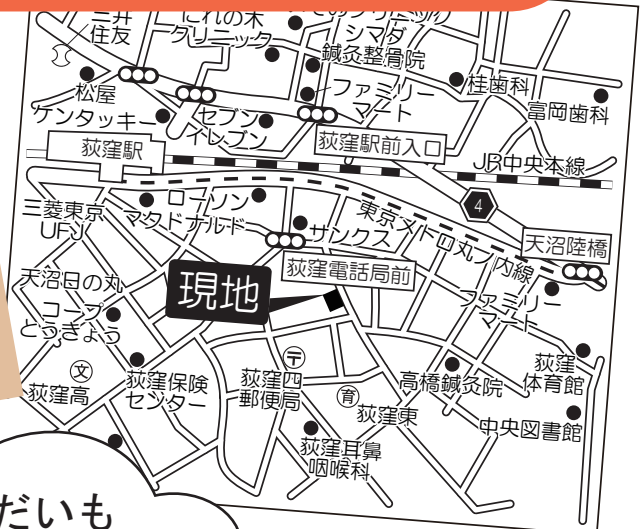 三井
住友
にれの木
クリニック
シマダ
鍼灸整骨院
松屋
ケンタッキー
セブン
イレブン
ファミリー
マート
桂歯科
富岡歯科
荻窪駅
荻窪駅前入口
JR中央本線
三菱東京
UFJ
ローソン
マクドナルド
サンクス
東京メトロ丸ノ内線
4
天沼陸橋
荻窪電話局前
現地
天沼日の丸
コープ
とうきょう
ファミリー
マート
文
荻窪高
荻窪保険
センター
〒
荻窪四
郵便局
育
荻窪東
高橋鍼灸院
荻窪
体育館
中央図書館
荻窪耳鼻
咽喉科
だいも